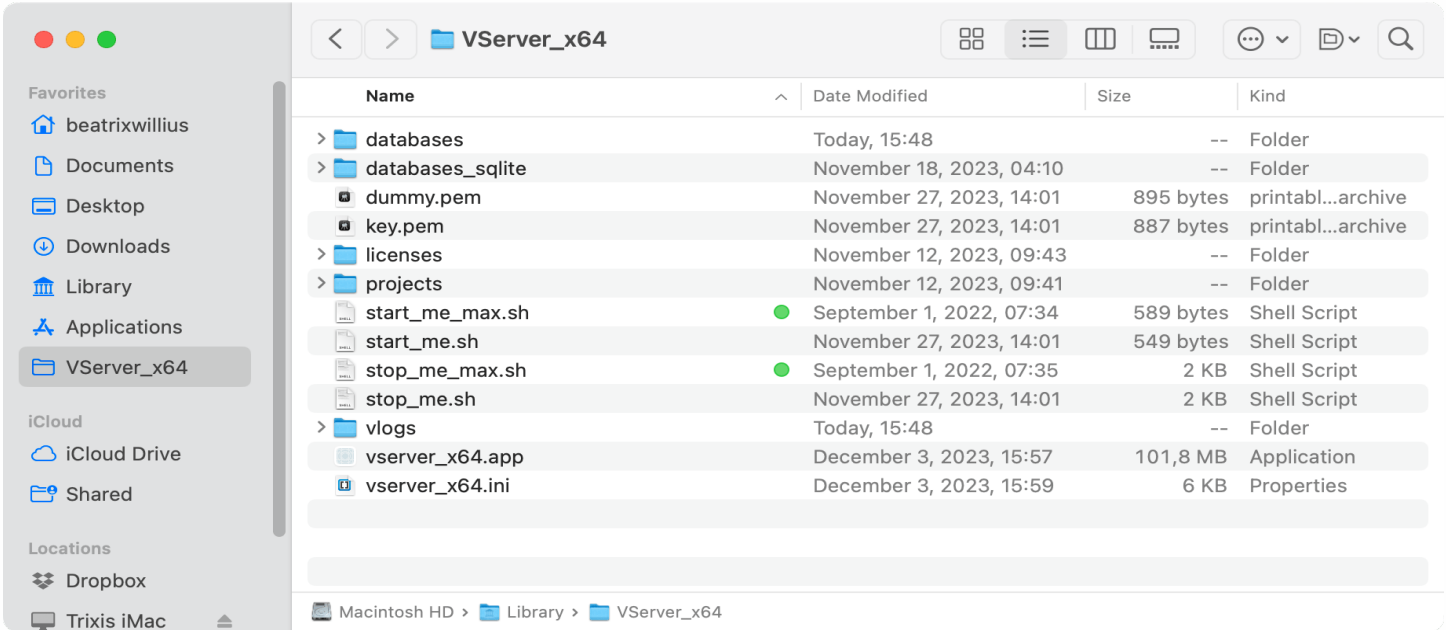 VServer_x64
Favorites
beatrixwillius
Documents
Desktop
Downloads
Library
Applications
VServer_x64
iCloud
iCloud Drive
Shared
Locations
Dropbox
Trixis iMac
Name Date Modified Size Kind
databases Today, 15:48 -- Folder
databases_sqlite November 18, 2023, 04:10 -- Folder
dummy.pem November 27, 2023, 14:01 895 bytes printabl...archive
key.pem November 27, 2023, 14:01 887 bytes printabl...archive
licenses November 12, 2023, 09:43 -- Folder
projects November 12, 2023, 09:41 -- Folder
start_me_max.sh September 1, 2022, 07:34 589 bytes Shell Script
start_me.sh November 27, 2023, 14:01 549 bytes Shell Script
stop_me_max.sh September 1, 2022, 07:35 2 KB Shell Script
stop_me.sh November 27, 2023, 14:01 2 KB Shell Script
vlogs Today, 15:48 -- Folder
vserver_x64.app December 3, 2023, 15:57 101,8 MB Application
vserver_x64.ini December 3, 2023, 15:59 6 KB Properties
Macintosh HD › Library › VServer_x64